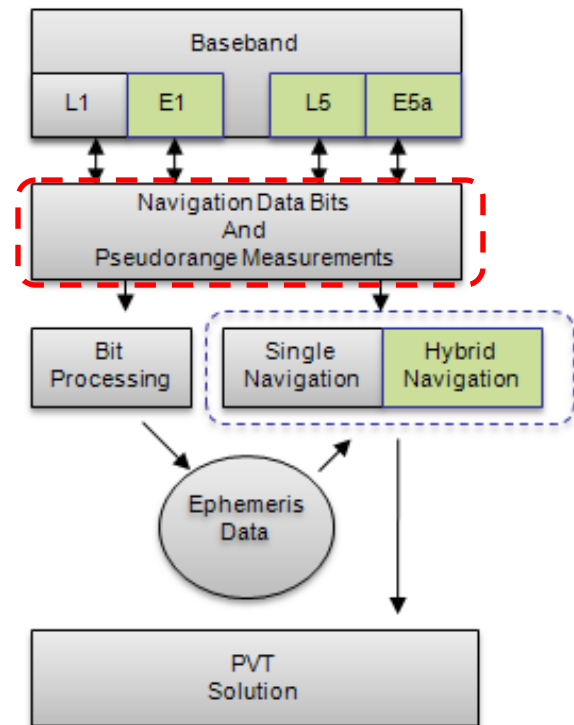 Baseband
L1
E1
L5
E5a
Navigation Data Bits
And
Pseudorange Measurements
Bit
Processing
Single
Navigation
Hybrid
Navigation
Ephemeris
Data
PVT
Solution